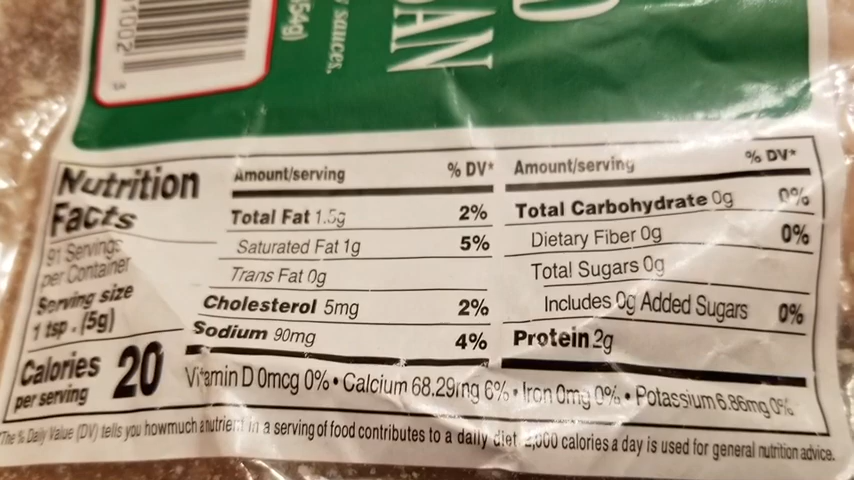 1002
54g)
sauces,
AN
Nutrition
Facts
91 Servings
per Container
Serving size
1 tsp. (5g)
Calories
per serving
20
Amount/serving % DV*
Total Fat 1.5g 2%
Saturated Fat 1g 5%
Trans Fat 0g
Cholesterol 5mg 2%
Sodium 90mg 4%
Amount/serving % DV*
Total Carbohydrate 0g 0%
Dietary Fiber 0g 0%
Total Sugars 0g
Includes 0g Added Sugars 0%
Protein 2g
Vitamin D 0mcg 0% • Calcium 68.29mg 6% • Iron 0mg 0% • Potassium 6.86mg 0%
*The % Daily Value (DV) tells you how much a nutrient in a serving of food contributes to a daily diet. 2,000 calories a day is used for general nutrition advice.